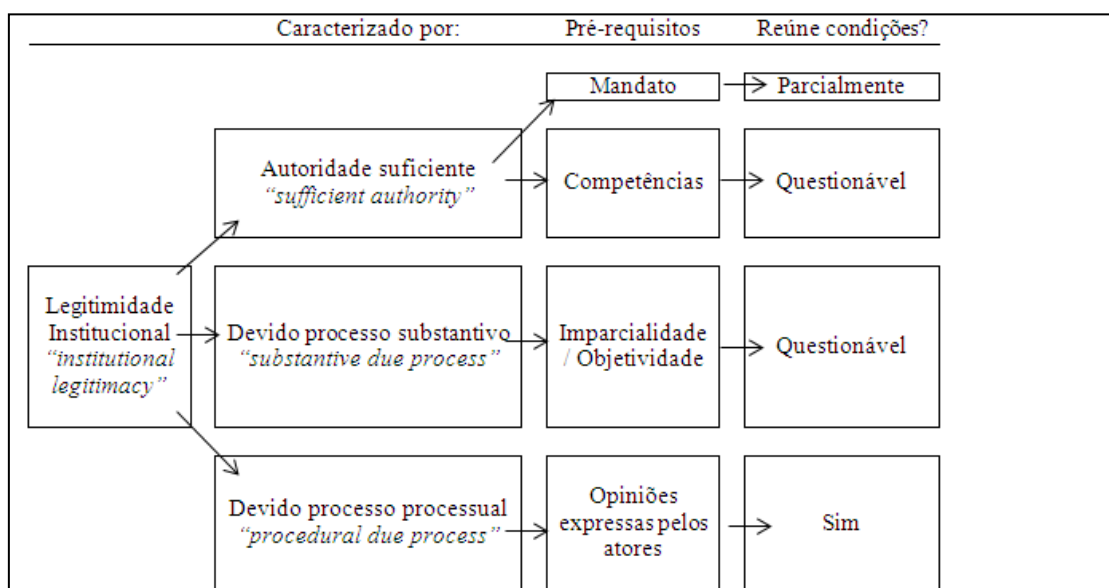 Caracterizado por:
Pré-requisitos
Reúne condições?
Mandato
Parcialmente
Autoridade suficiente
“sufficient authority”
Competências
Questionável
Legitimidade
Institucional
“institutional
legitimacy”
Devido processo substantivo
“substantive due process”
Imparcialidade
/ Objetividade
Questionável
Devido processo processual
“procedural due process”
Opiniões
expressas pelos
atores
Sim